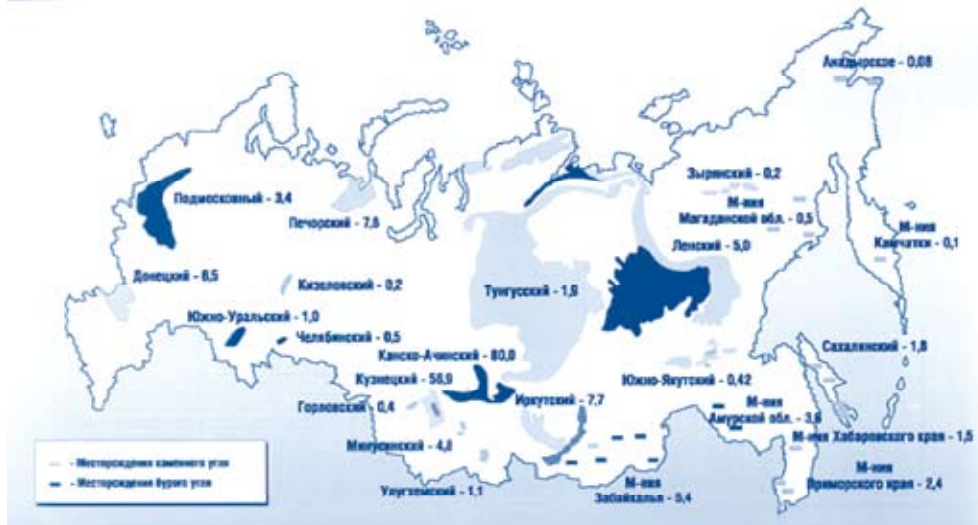 Анадырское - 0,08
Зырянский - 0,2
М-ния
Магаданской обл. - 0,5
М-ния
Камчатки - 0,1
Подмосковный - 3,4
Печорский - 7,8
Ленский - 5,0
Донецкий - 6,5
Кизеловский - 0,2
Тунгусский - 1,9
Южно-Уральский - 1,0
Челябинский - 0,5
Сахалянский - 1,8
Канско-Ачинский - 80,0
Кузнецкий - 56,9
Южно-Якутский - 0,42
Иркутский - 7,7
Горловский - 0,4
М-ния
Амурской обл. - 3,8
М-ния Хабаровского края - 1,5
Минусинский - 4,8
- Месторождения каменного угля
- Месторождения бурого угля
Улугхемский - 1,1
М-ния
Забайкалья - 5,4
М-ния
Приморского края - 2,4